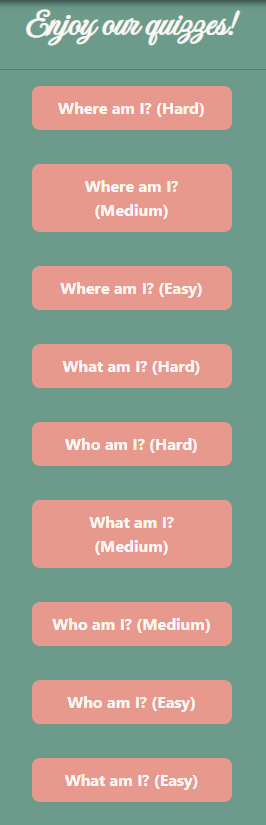 Enjoy our quizzes!
Where am I? (Hard)
Where am I?
(Medium)
Where am I? (Easy)
What am I? (Hard)
Who am I? (Hard)
What am I?
(Medium)
Who am I? (Medium)
Who am I? (Easy)
What am I? (Easy)